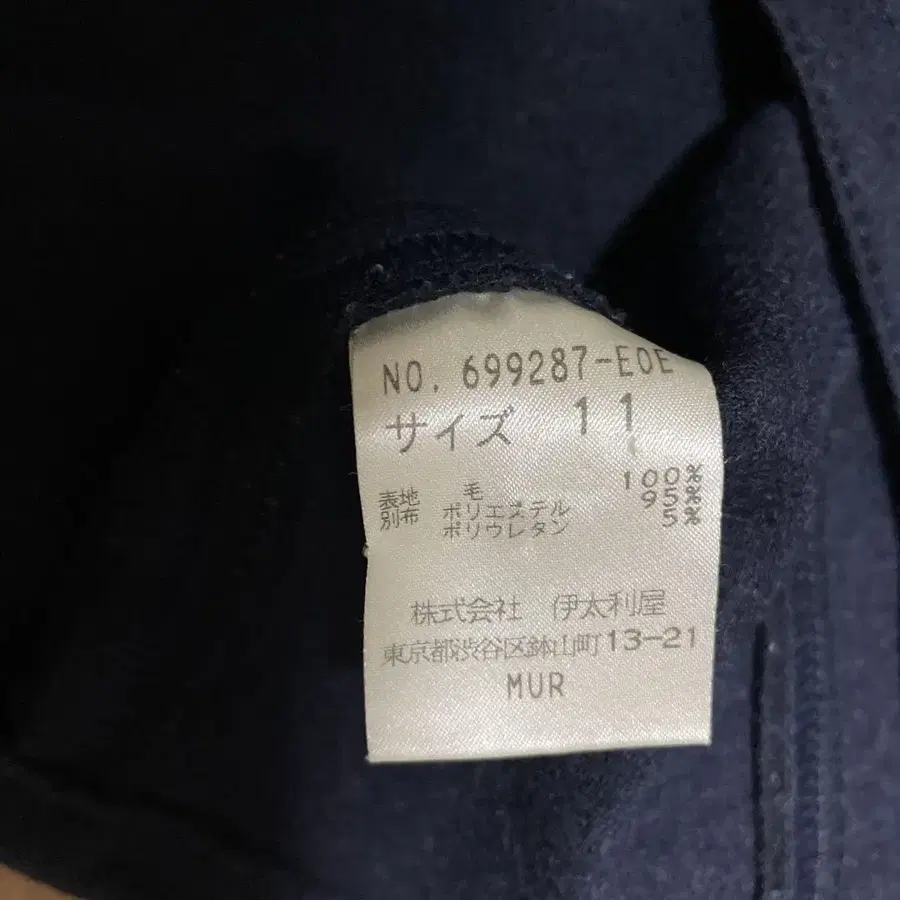 NO. 699287-E0E
サイズ 11
表地 毛 100%
別布 ポリエステル 95%
ポリウレタン 5%
株式会社 伊太利屋
東京都渋谷区鉢山町13-21
MUR